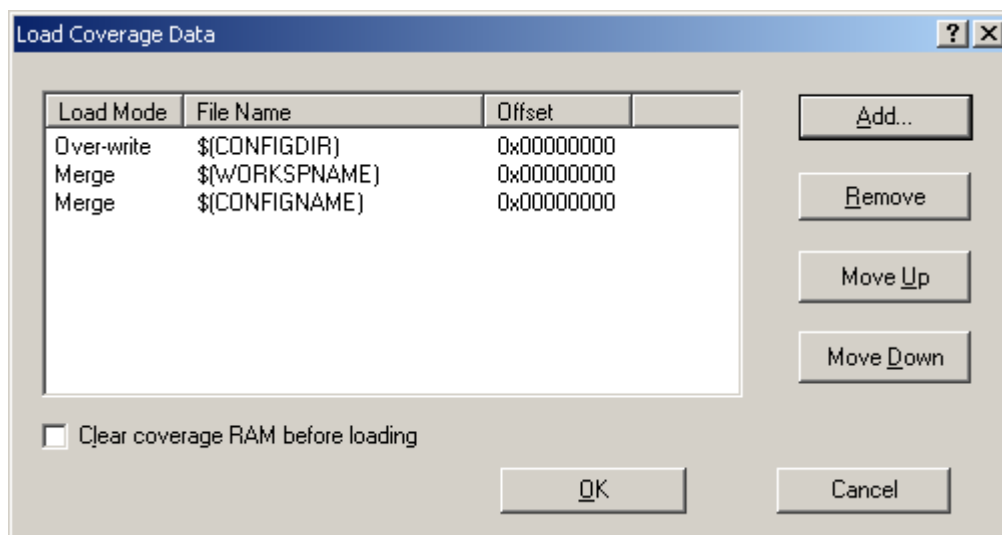 Load Coverage Data
Load Mode File Name Offset
Over-write $(CONFIGDIR) 0x00000000
Merge $(WORKSPNAME) 0x00000000
Merge $(CONFIGNAME) 0x00000000
Add...
Remove
Move Up
Move Down
Clear coverage RAM before loading
OK Cancel